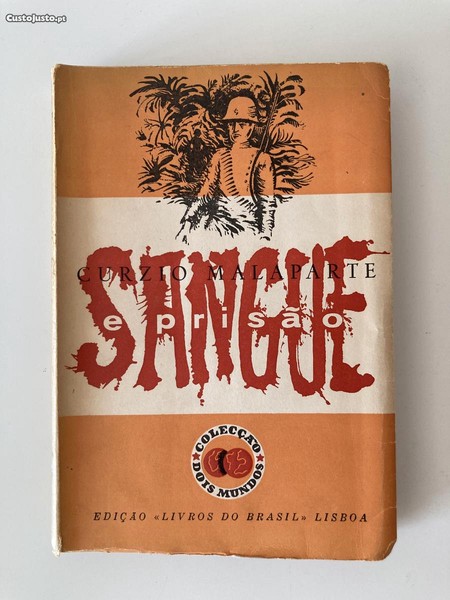 CustoJusto.pt
CURZIO MALAPARTE
SANGUE
e prisão
COLECÇÃO
DOIS MUNDOS
EDIÇÃO «LIVROS DO BRASIL» LISBOA